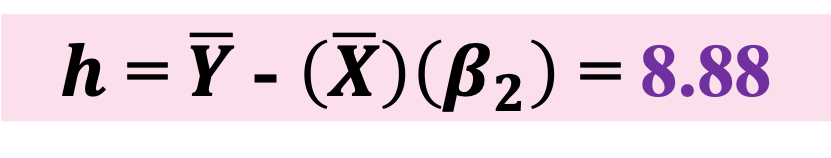 h = Y̅ - (X̅)(β₂) = 8.88